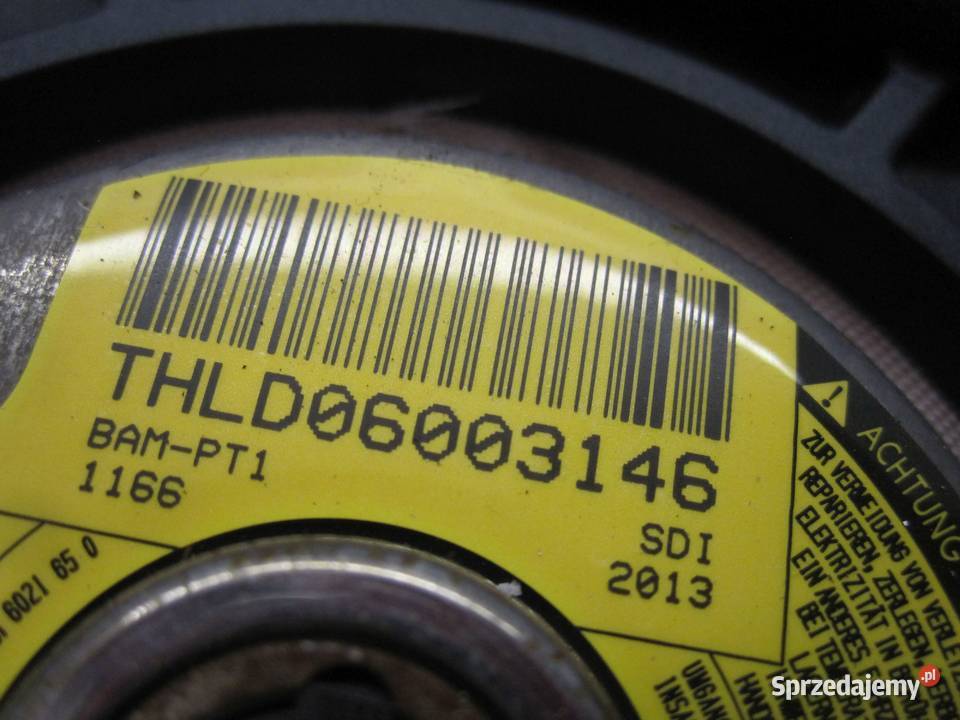 THLD06003146
BAM-PT1
1166
SDI
2013
6021 65 0
! ACHTUNG
ZUR VERMEIDUNG VON
REPARIEREN, ZERLEGEN
ELEKTRIZITÄT IN
EIN ANDERES
BEI
Sprzedajemy.pl